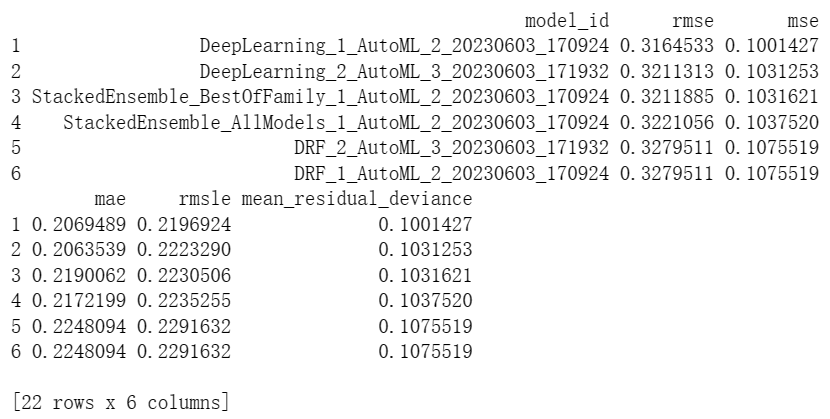 model_id rmse mse
1 DeepLearning_1_AutoML_2_20230603_170924 0.3164533 0.1001427
2 DeepLearning_2_AutoML_3_20230603_171932 0.3211313 0.1031253
3 StackedEnsemble_BestOfFamily_1_AutoML_2_20230603_170924 0.3211885 0.1031621
4 StackedEnsemble_AllModels_1_AutoML_2_20230603_170924 0.3221056 0.1037520
5 DRF_2_AutoML_3_20230603_171932 0.3279511 0.1075519
6 DRF_1_AutoML_2_20230603_170924 0.3279511 0.1075519
mae rmsle mean_residual_deviance
1 0.2069489 0.2196924 0.1001427
2 0.2063539 0.2223290 0.1031253
3 0.2190062 0.2230506 0.1031621
4 0.2172199 0.2235255 0.1037520
5 0.2248094 0.2291632 0.1075519
6 0.2248094 0.2291632 0.1075519
[22 rows x 6 columns]